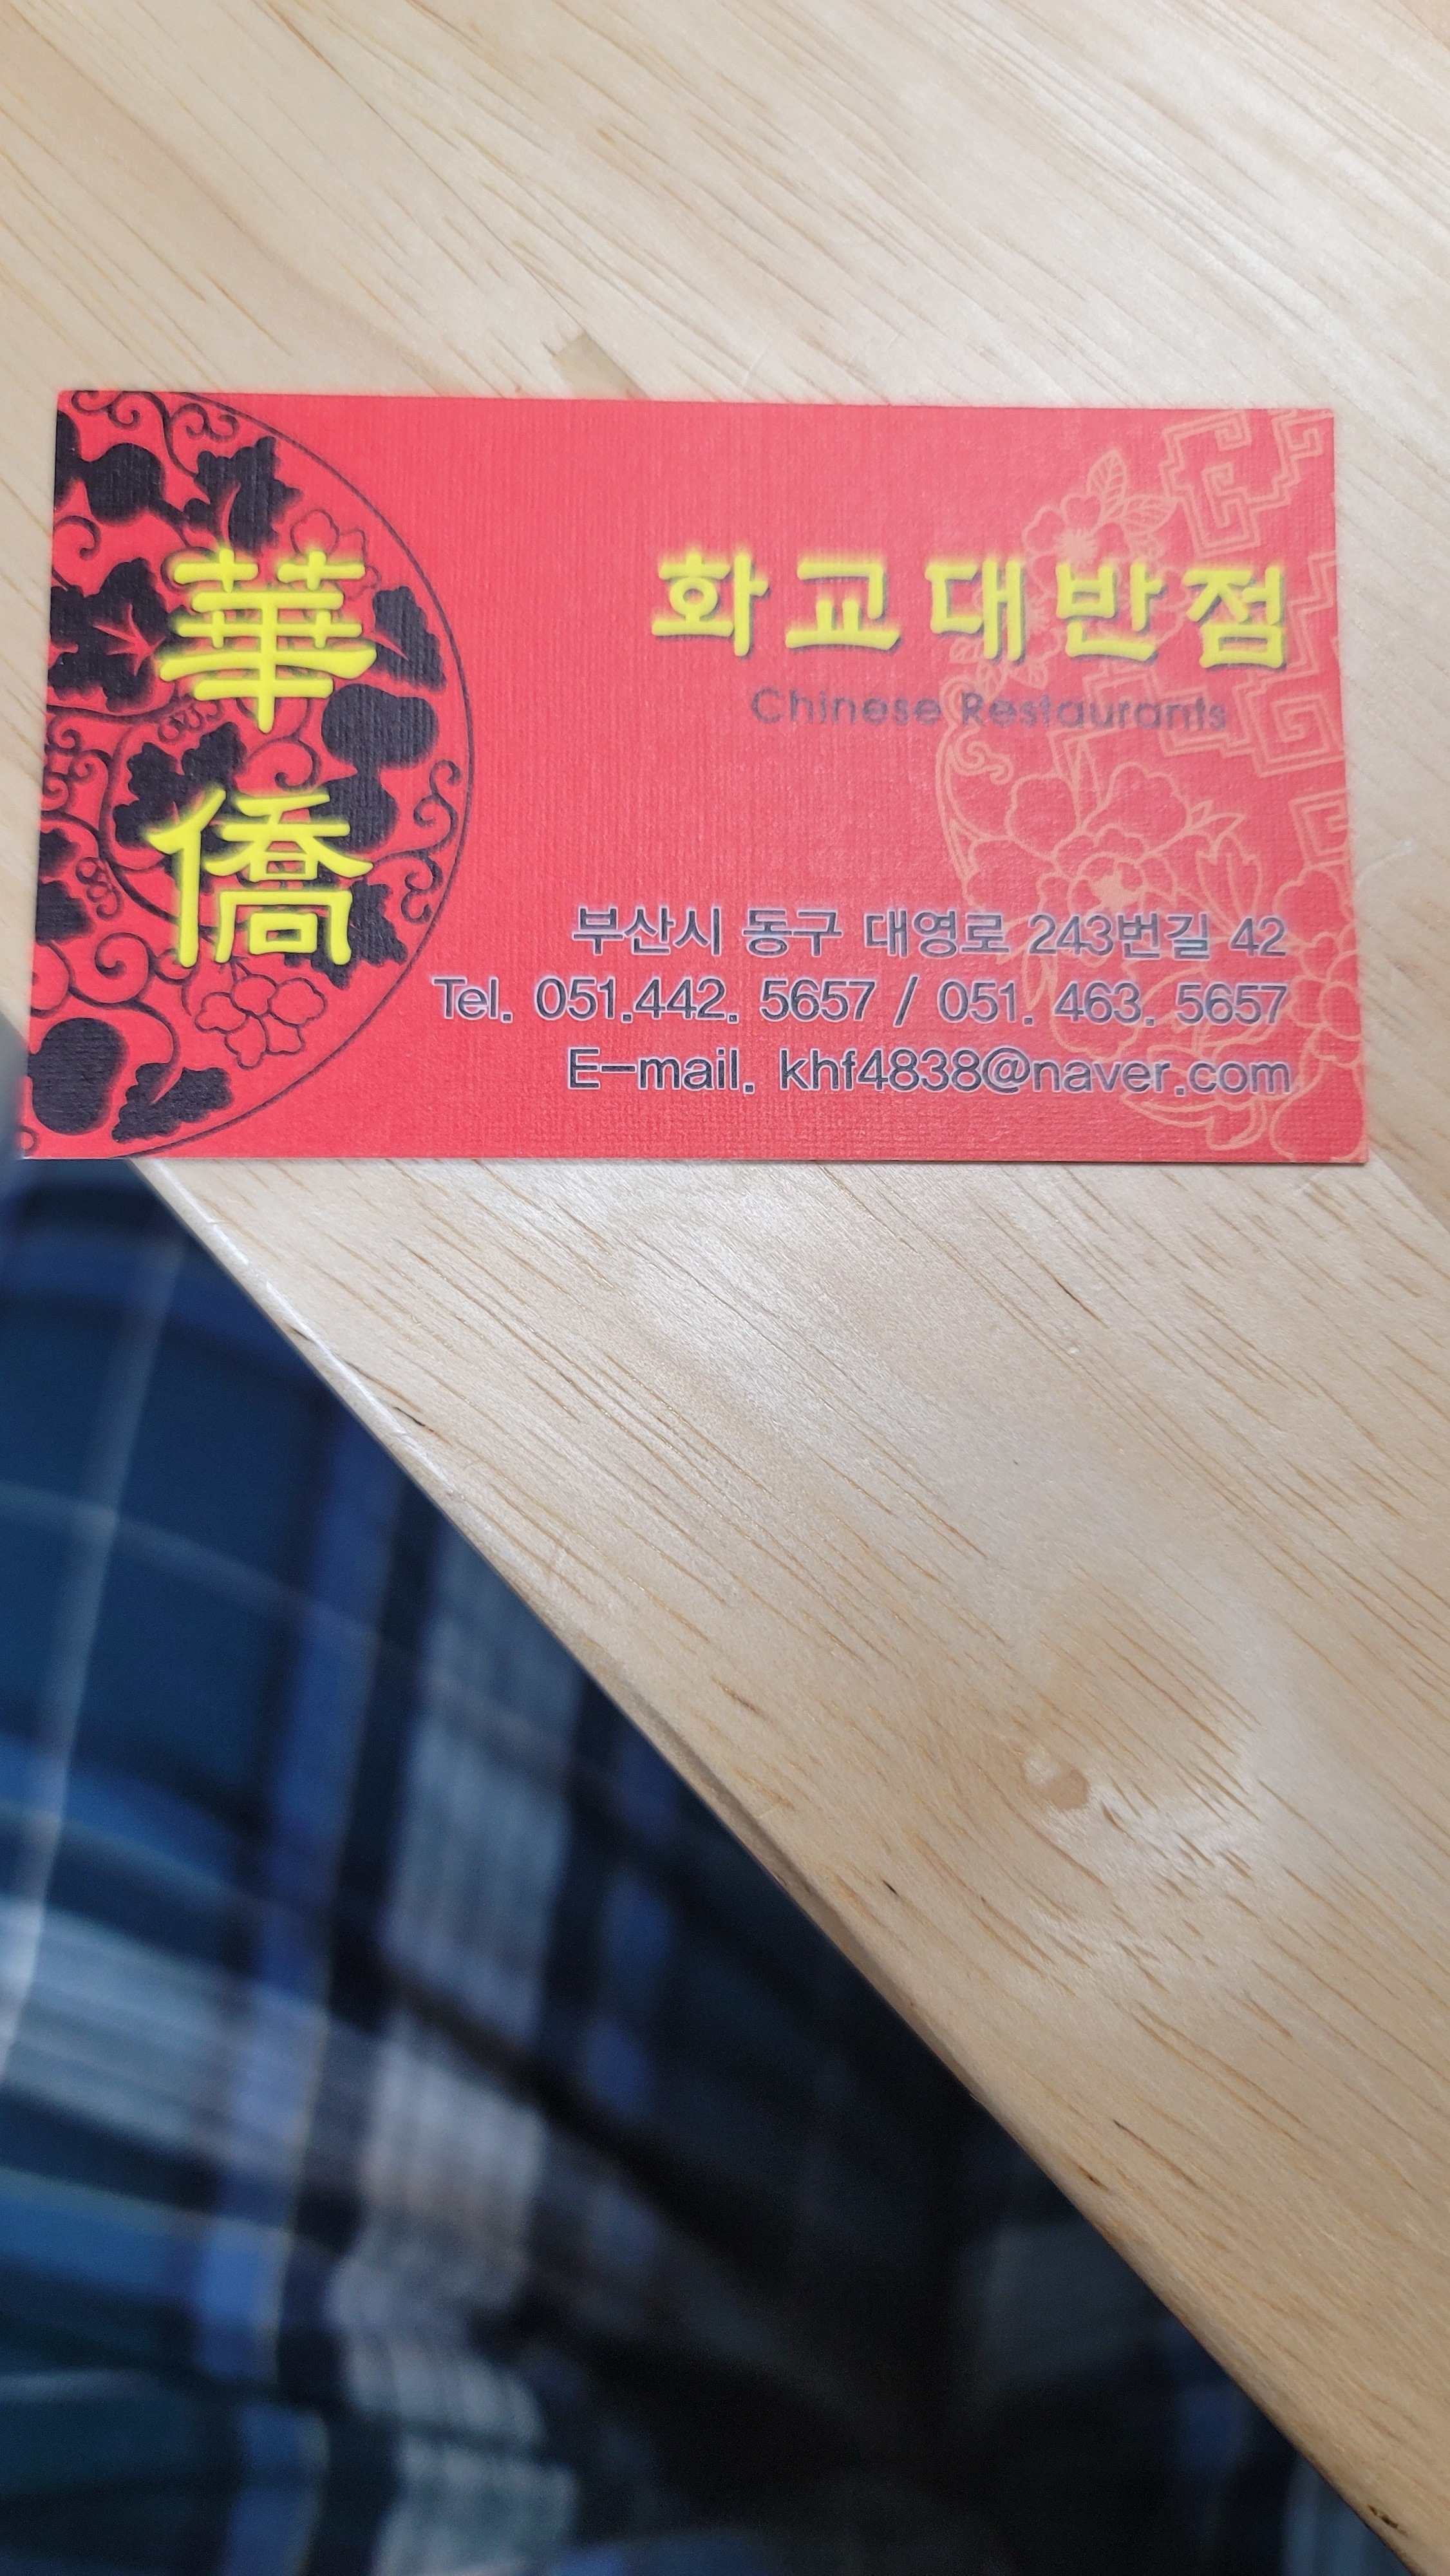 華
僑
화교대반점
Chinese Restaurants
부산시 동구 대영로 243번길 42
Tel. 051.442. 5657 / 051. 463. 5657
E-mail. khf4838@naver.com